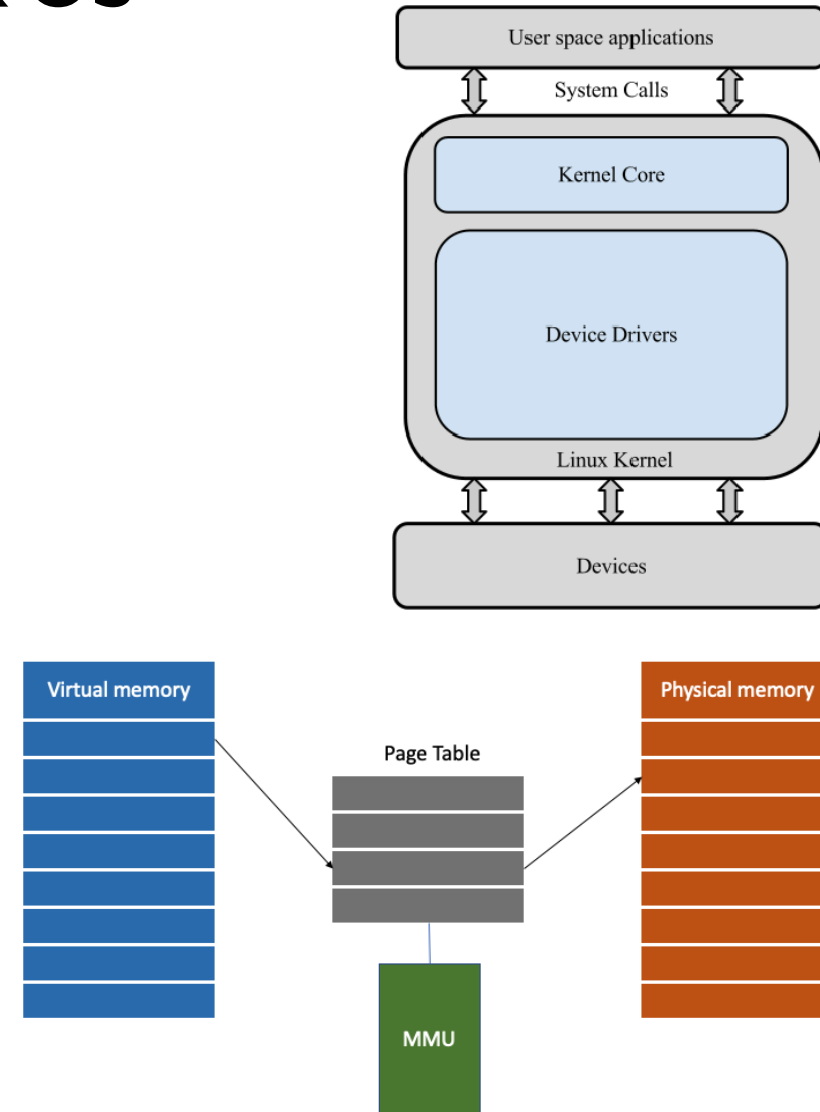 OS
User space applications
System Calls
Kernel Core
Device Drivers
Linux Kernel
Devices
Virtual memory
Physical memory
Page Table
MMU